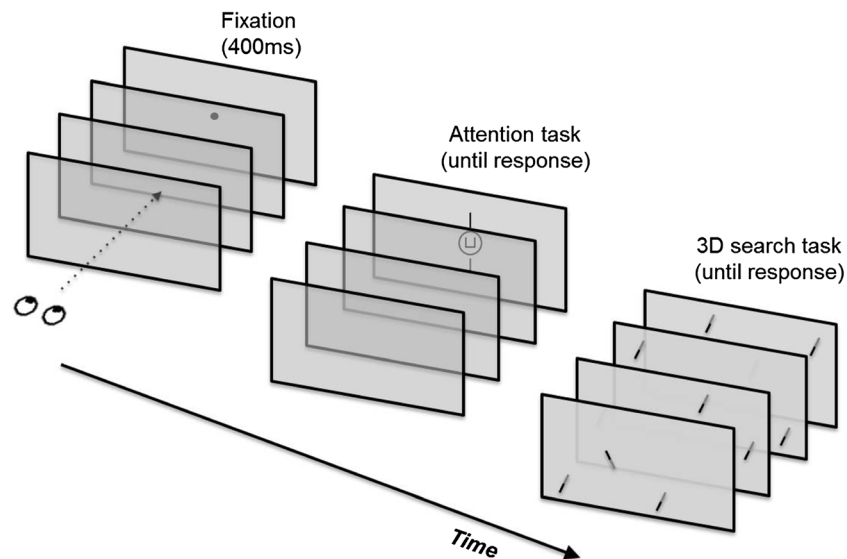 Fixation
(400ms)
Attention task
(until response)
3D search task
(until response)
Time